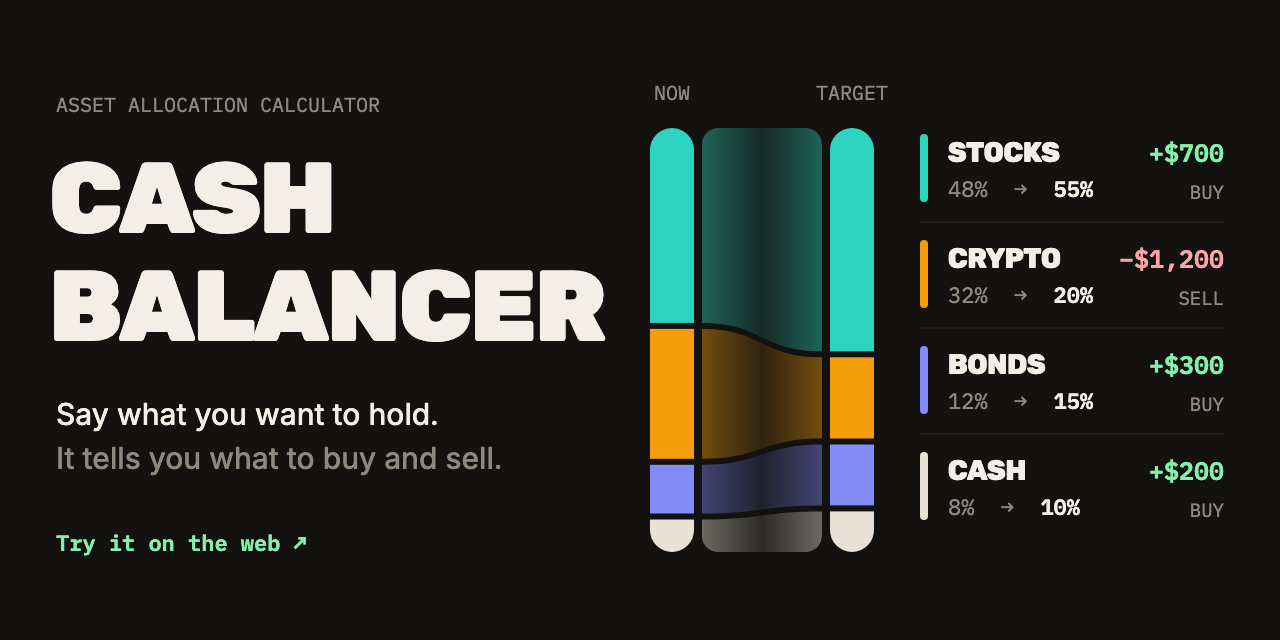 ASSET ALLOCATION CALCULATOR
CASH
BALANCER
Say what you want to hold.
It tells you what to buy and sell.
Try it on the web ↗
NOW TARGET
STOCKS +$700
48% → 55% BUY
CRYPTO −$1,200
32% → 20% SELL
BONDS +$300
12% → 15% BUY
CASH +$200
8% → 10% BUY